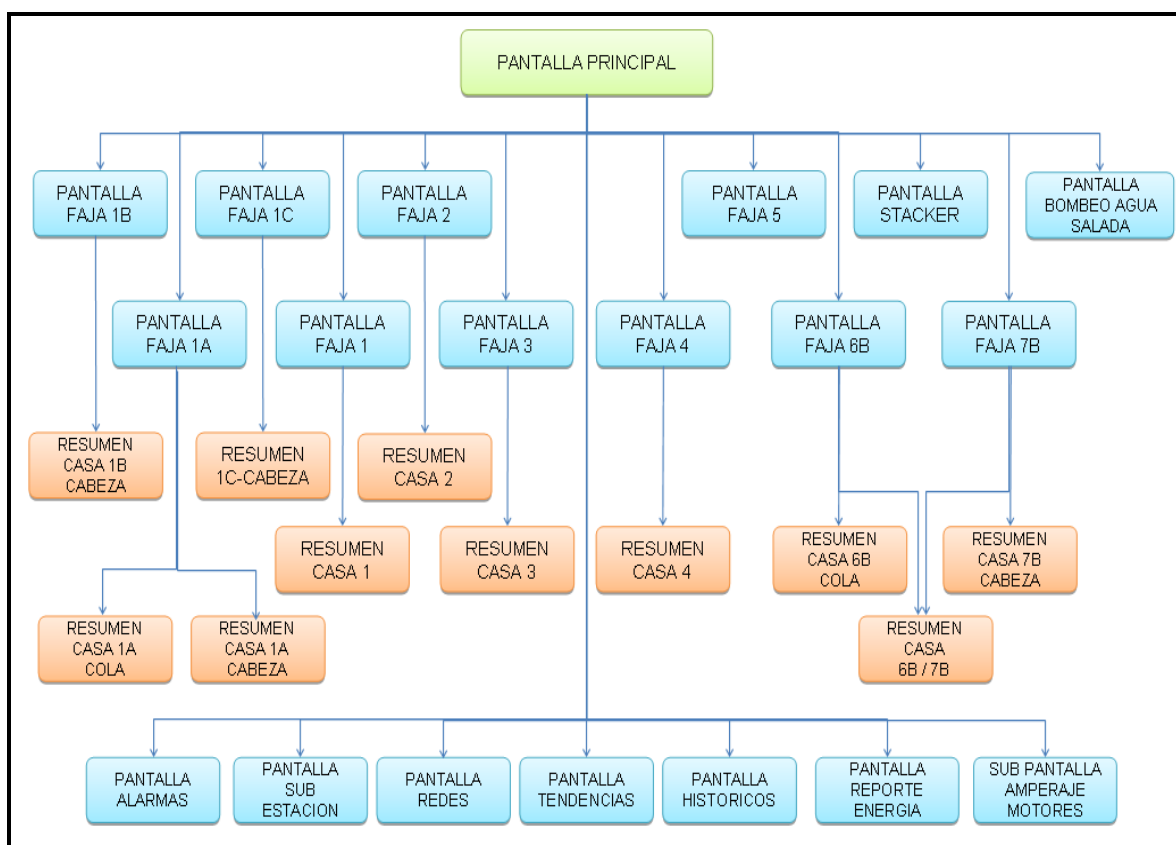 PANTALLA PRINCIPAL
PANTALLA
FAJA 1B
PANTALLA
FAJA 1C
PANTALLA
FAJA 2
PANTALLA
FAJA 5
PANTALLA
STACKER
PANTALLA
BOMBEO AGUA
SALADA
PANTALLA
FAJA 1A
PANTALLA
FAJA 1
PANTALLA
FAJA 3
PANTALLA
FAJA 4
PANTALLA
FAJA 6B
PANTALLA
FAJA 7B
RESUMEN
CASA 1B
CABEZA
RESUMEN
1C-CABEZA
RESUMEN
CASA 2
RESUMEN
CASA 1
RESUMEN
CASA 3
RESUMEN
CASA 4
RESUMEN
CASA 6B
COLA
RESUMEN
CASA 7B
CABEZA
RESUMEN
CASA 1A
COLA
RESUMEN
CASA 1A
CABEZA
RESUMEN
CASA
6B / 7B
PANTALLA
ALARMAS
PANTALLA
SUB
ESTACION
PANTALLA
REDES
PANTALLA
TENDENCIAS
PANTALLA
HISTORICOS
PANTALLA
REPORTE
ENERGIA
SUB PANTALLA
AMPERAJE
MOTORES